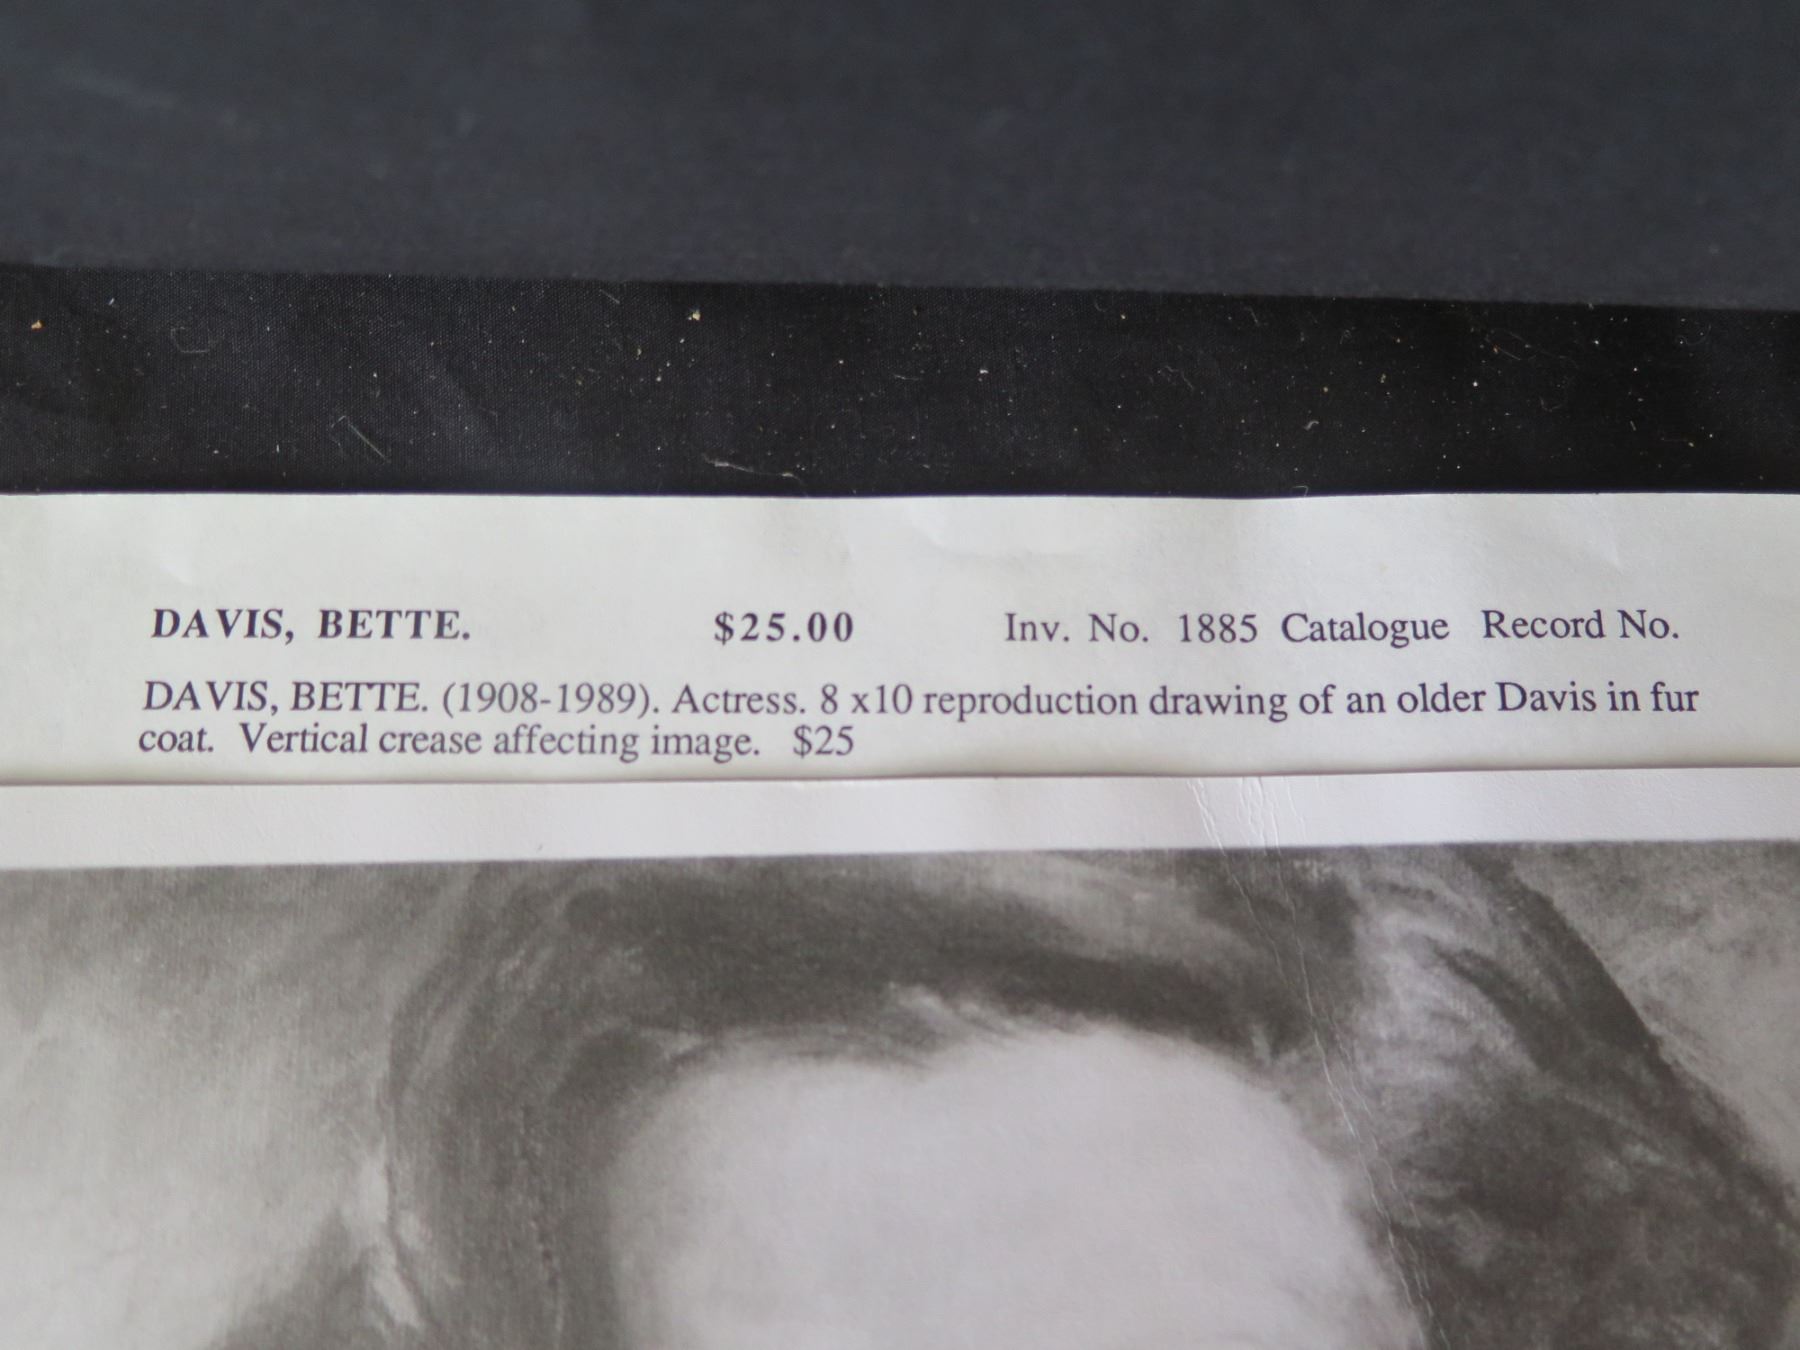 DAVIS, BETTE. $25.00 Inv. No. 1885 Catalogue Record No.
DAVIS, BETTE. (1908-1989). Actress. 8 x10 reproduction drawing of an older Davis in fur
coat. Vertical crease affecting image. $25